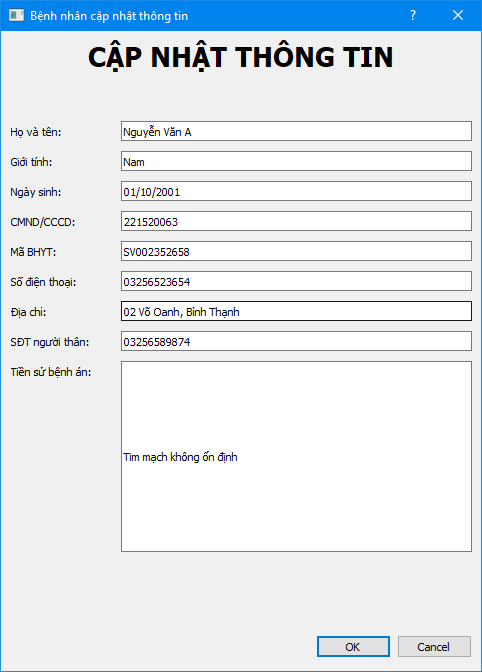 Bệnh nhân cập nhật thông tin
CẬP NHẬT THÔNG TIN
Họ và tên: Nguyễn Văn A
Giới tính: Nam
Ngày sinh: 01/10/2001
CMND/CCCD: 221520063
Mã BHYT: SV002352658
Số điện thoại: 03256523654
Địa chỉ: 02 Võ Oanh, Bình Thạnh
SĐT người thân: 03256589874
Tiền sử bệnh án:
Tim mạch không ổn định
OK Cancel